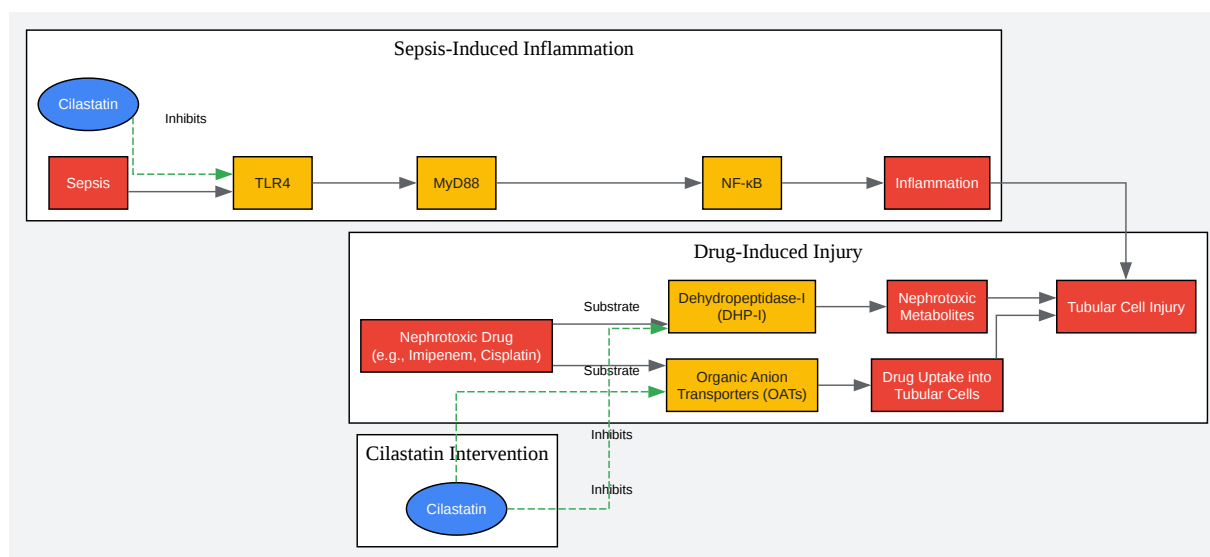 Sepsis-Induced Inflammation
Cilastatin
Inhibits
Sepsis
TLR4
MyD88
NF-κB
Inflammation
Drug-Induced Injury
Nephrotoxic Drug
(e.g., Imipenem, Cisplatin)
Substrate
Substrate
Dehydropeptidase-I
(DHP-I)
Nephrotoxic
Metabolites
Tubular Cell Injury
Organic Anion
Transporters (OATs)
Drug Uptake into
Tubular Cells
Inhibits
Cilastatin Intervention
Cilastatin
Inhibits